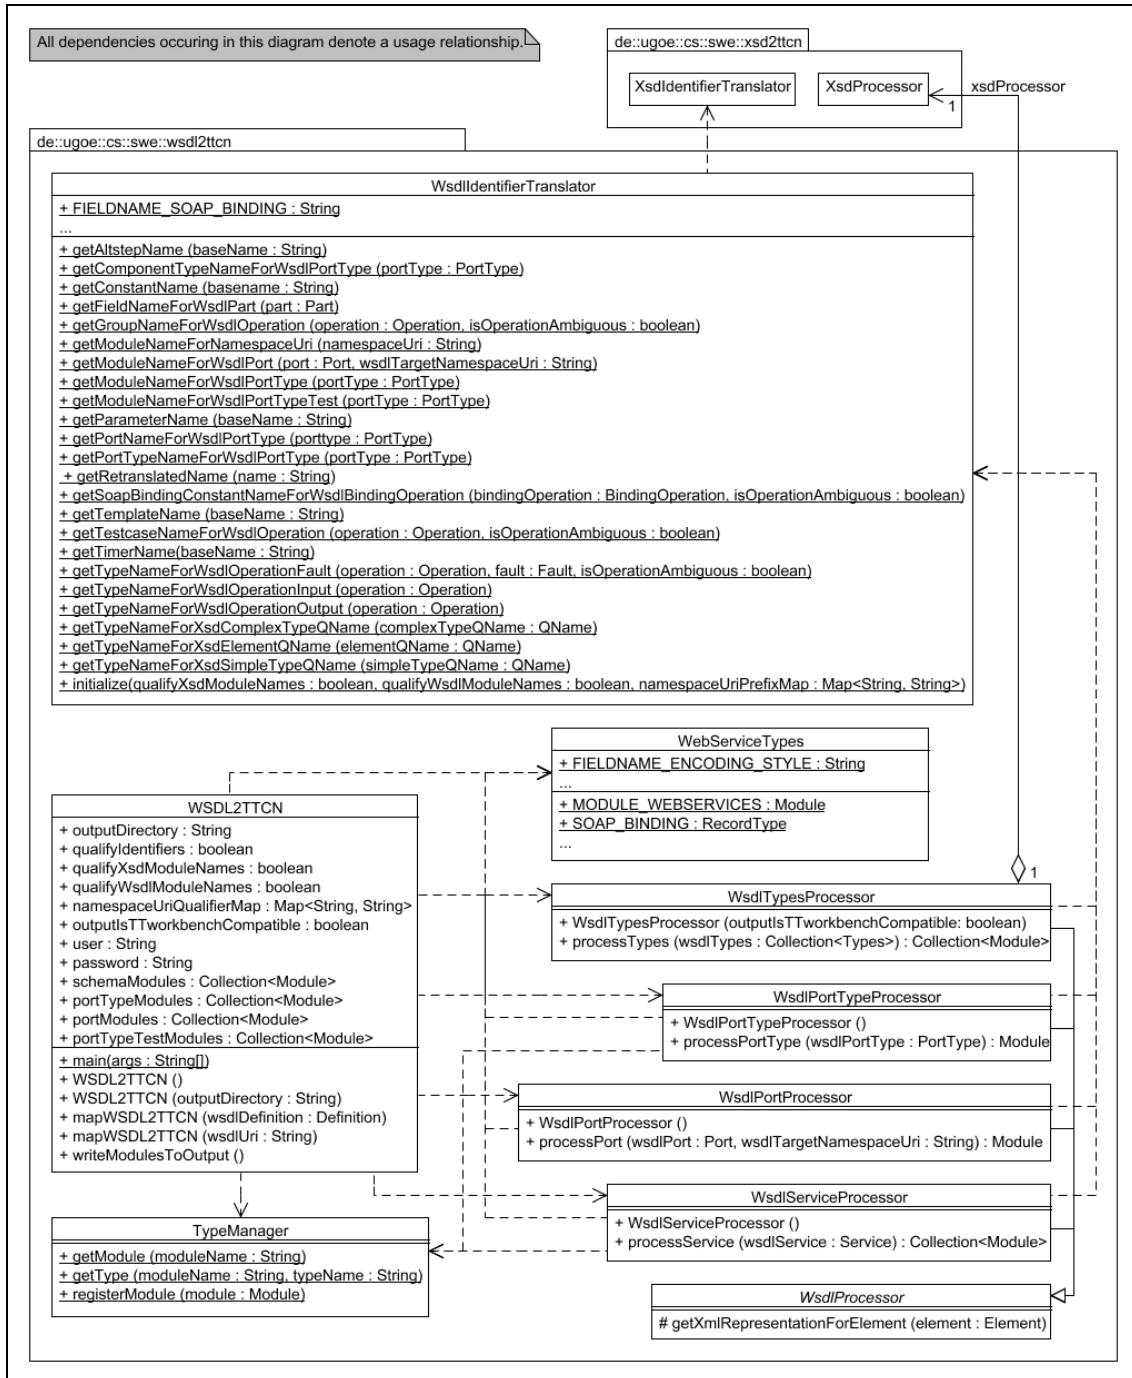 All dependencies occuring in this diagram denote a usage relationship.
de::ugoe::cs::swe::xsd2ttcn
XsdIdentifierTranslator
XsdProcessor
xsdProcessor
1
de::ugoe::cs::swe::wsdl2ttcn
WsdlIdentifierTranslator
+ FIELDNAME_SOAP_BINDING : String
...
+ getAltstepName (baseName : String)
+ getComponentTypeNameForWsdlPortType (portType : PortType)
+ getConstantName (basename : String)
+ getFieldNameForWsdlPart (part : Part)
+ getGroupNameForWsdlOperation (operation : Operation, isOperationAmbiguous : boolean)
+ getModuleNameForNamespaceUri (namespaceUri : String)
+ getModuleNameForWsdlPort (port : Port, wsdlTargetNamespaceUri : String)
+ getModuleNameForWsdlPortType (portType : PortType)
+ getModuleNameForWsdlPortTypeTest (portType : PortType)
+ getParameterName (baseName : String)
+ getPortNameForWsdlPortType (porttype : PortType)
+ getPortTypeNameForWsdlPortType (portType : PortType)
+ getRetranslatedName (name : String)
+ getSoapBindingConstantNameForWsdlBindingOperation (bindingOperation : BindingOperation, isOperationAmbiguous : boolean)
+ getTemplateName (baseName : String)
+ getTestcaseNameForWsdlOperation (operation : Operation, isOperationAmbiguous : boolean)
+ getTimerName(baseName : String)
+ getTypeNameForWsdlOperationFault (operation : Operation, fault : Fault, isOperationAmbiguous : boolean)
+ getTypeNameForWsdlOperationInput (operation : Operation)
+ getTypeNameForWsdlOperationOutput (operation : Operation)
+ getTypeNameForXsdComplexTypeQName (complexTypeQName : QName)
+ getTypeNameForXsdElementQName (elementQName : QName)
+ getTypeNameForXsdSimpleTypeQName (simpleTypeQName : QName)
+ initialize(qualifyXsdModuleNames : boolean, qualifyWsdlModuleNames : boolean, namespaceUriPrefixMap : Map<String, String>)
WebServiceTypes
+ FIELDNAME_ENCODING_STYLE : String
...
+ MODULE_WEBSERVICES : Module
+ SOAP_BINDING : RecordType
...
WSDL2TTCN
+ outputDirectory : String
+ qualifyIdentifiers : boolean
+ qualifyXsdModuleNames : boolean
+ qualifyWsdlModuleNames : boolean
+ namespaceUriQualifierMap : Map<String, String>
+ outputIsTTworkbenchCompatible : boolean
+ user : String
+ password : String
+ schemaModules : Collection<Module>
+ portTypeModules : Collection<Module>
+ portModules : Collection<Module>
+ portTypeTestModules : Collection<Module>
+ main(args : String[])
+ WSDL2TTCN ()
+ WSDL2TTCN (outputDirectory : String)
+ mapWSDL2TTCN (wsdlDefinition : Definition)
+ mapWSDL2TTCN (wsdlUri : String)
+ writeModulesToOutput ()
1
WsdlTypesProcessor
+ WsdlTypesProcessor (outputIsTTworkbenchCompatible: boolean)
+ processTypes (wsdlTypes : Collection<Types>) : Collection<Module>
WsdlPortTypeProcessor
+ WsdlPortTypeProcessor ()
+ processPortType (wsdlPortType : PortType) : Module
WsdlPortProcessor
+ WsdlPortProcessor ()
+ processPort (wsdlPort : Port, wsdlTargetNamespaceUri : String) : Module
WsdlServiceProcessor
+ WsdlServiceProcessor ()
+ processService (wsdlService : Service) : Collection<Module>
TypeManager
+ getModule (moduleName : String)
+ getType (moduleName : String, typeName : String)
+ registerModule (module : Module)
WsdlProcessor
# getXmlRepresentationForElement (element : Element)